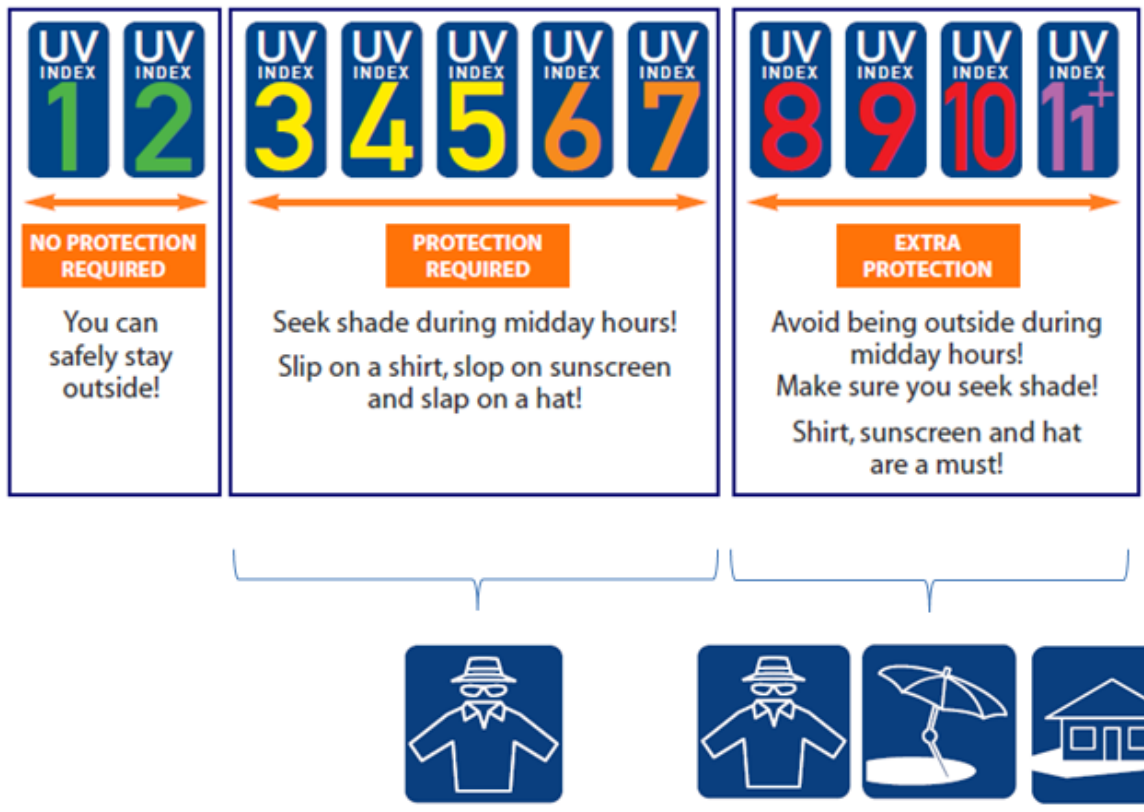 UV INDEX 1
UV INDEX 2
UV INDEX 3
UV INDEX 4
UV INDEX 5
UV INDEX 6
UV INDEX 7
UV INDEX 8
UV INDEX 9
UV INDEX 10
UV INDEX 11+
NO PROTECTION
REQUIRED
You can
safely stay
outside!
PROTECTION
REQUIRED
Seek shade during midday hours!
Slip on a shirt, slop on sunscreen
and slap on a hat!
EXTRA
PROTECTION
Avoid being outside during
midday hours!
Make sure you seek shade!
Shirt, sunscreen and hat
are a must!